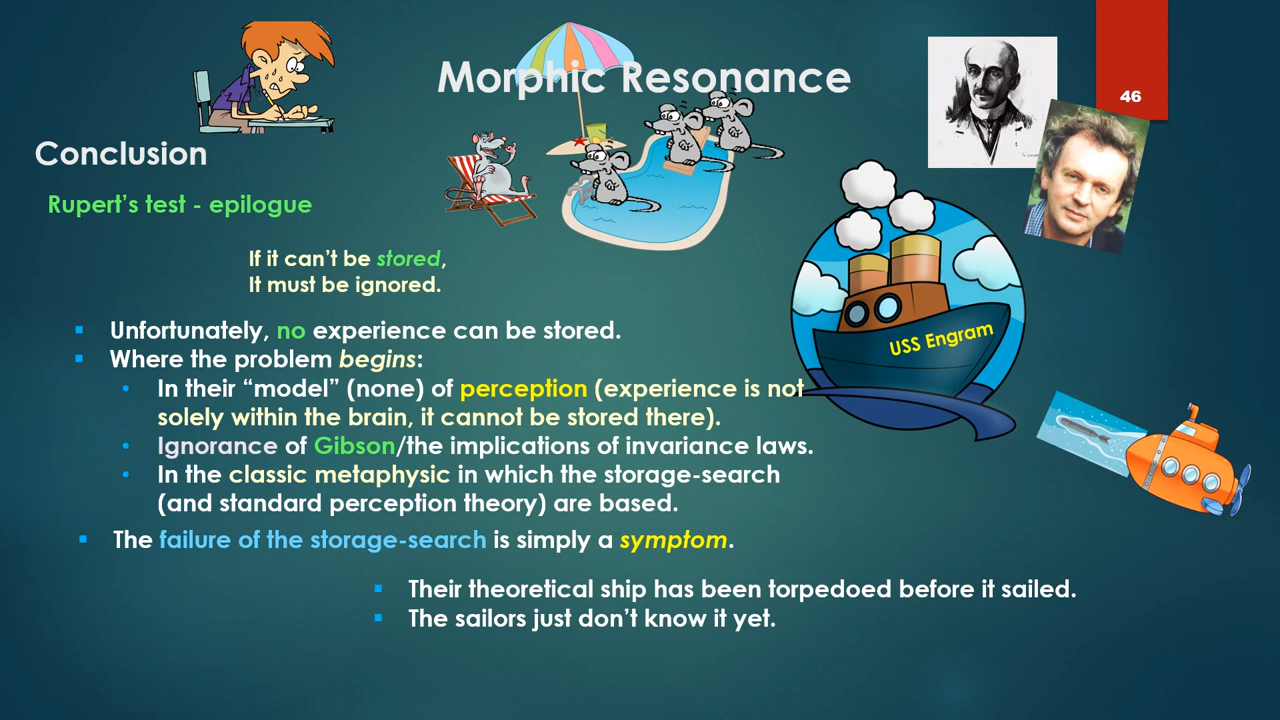 Morphic Resonance
46
Conclusion
Rupert’s test - epilogue
If it can’t be stored,
It must be ignored.
Unfortunately, no experience can be stored.
Where the problem begins:
In their “model” (none) of perception (experience is not
solely within the brain, it cannot be stored there).
Ignorance of Gibson/the implications of invariance laws.
In the classic metaphysic in which the storage-search
(and standard perception theory) are based.
The failure of the storage-search is simply a symptom.
Their theoretical ship has been torpedoed before it sailed.
The sailors just don’t know it yet.
USS Engram